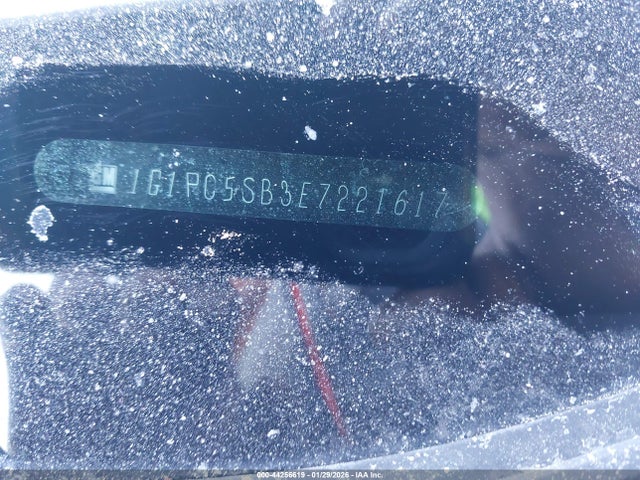 1G1PC5SB3E7221617
000-44256619 - 01/29/2026 - IAA Inc.